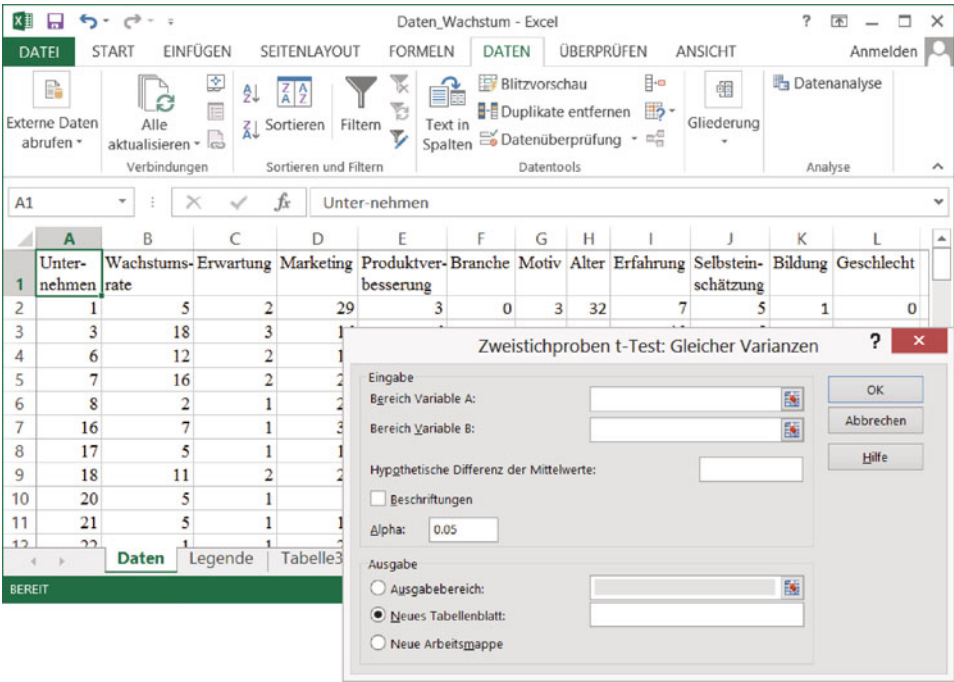 Daten_Wachstum - Excel
DATEI START EINFÜGEN SEITENLAYOUT FORMELN DATEN ÜBERPRÜFEN ANSICHT Anmelden
Externe Daten abrufen
Alle aktualisieren
Sortieren
Filtern
Text in Spalten
Blitzvorschau
Duplikate entfernen
Datenüberprüfung
Gliederung
Datenanalyse
Verbindungen
Sortieren und Filtern
Datentools
Analyse
A1 fx Unter-nehmen
A B C D E F G H I J K L
1 Unter-nehmen Wachstums-rate Erwartung Marketing Produktver-besserung Branche Motiv Alter Erfahrung Selbstein-schätzung Bildung Geschlecht
2 1 5 2 29 3 0 3 32 7 5 1 0
3 3 18 3
4 6 12 2
5 7 16 2
6 8 2 1
7 16 7 1
8 17 5 1
9 18 11 2
10 20 5 1
11 21 5 1
12 22 1 1
Daten Legende Tabelle3
BEREIT
Zweistichproben t-Test: Gleicher Varianzen
Eingabe
Bereich Variable A:
Bereich Variable B:
Hypothetische Differenz der Mittelwerte:
Beschriftungen
Alpha: 0.05
Ausgabe
Ausgabebereich:
Neues Tabellenblatt:
Neue Arbeitsmappe
OK
Abbrechen
Hilfe